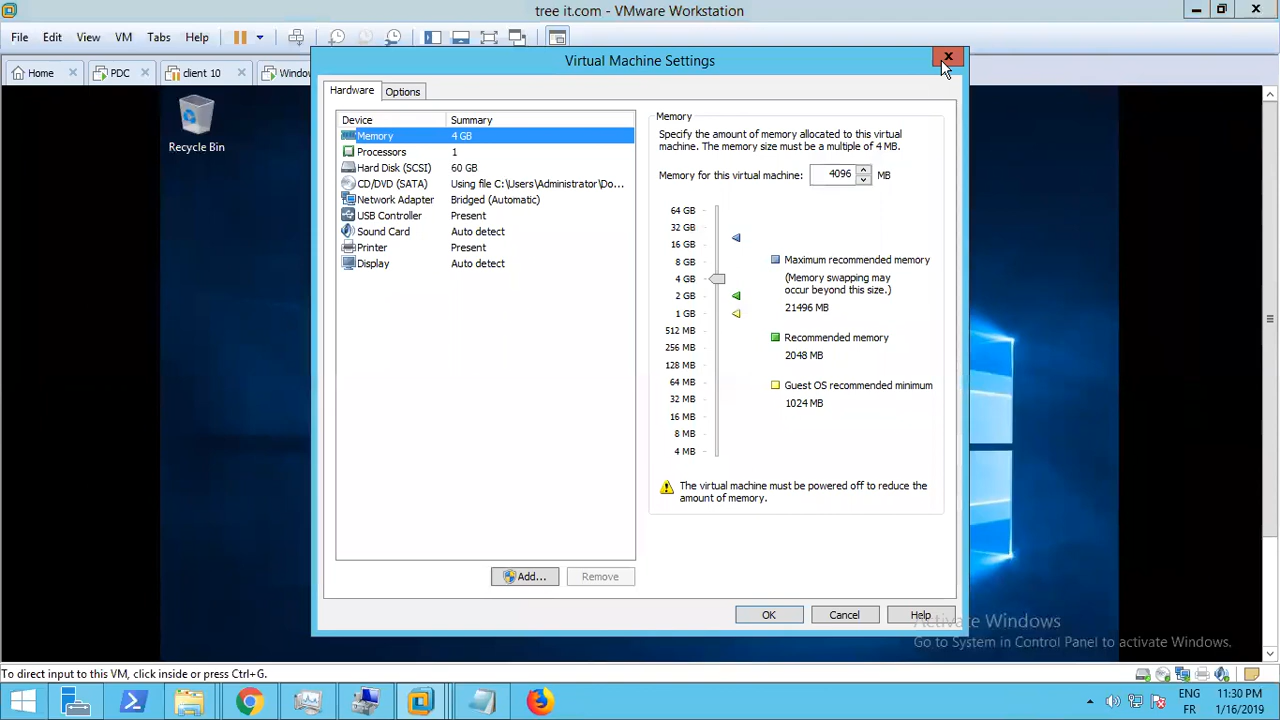 tree it.com - VMware Workstation
File Edit View VM Tabs Help
Home PDC client 10 Windo
Recycle Bin
Virtual Machine Settings
Hardware Options
Device Summary
Memory 4 GB
Processors 1
Hard Disk (SCSI) 60 GB
CD/DVD (SATA) Using file C:\Users\Administrator\Do...
Network Adapter Bridged (Automatic)
USB Controller Present
Sound Card Auto detect
Printer Present
Display Auto detect
Add... Remove
Memory
Specify the amount of memory allocated to this virtual
machine. The memory size must be a multiple of 4 MB.
Memory for this virtual machine: 4096 MB
64 GB
32 GB
16 GB
8 GB
4 GB
2 GB
1 GB
512 MB
256 MB
128 MB
64 MB
32 MB
16 MB
8 MB
4 MB
Maximum recommended memory
(Memory swapping may
occur beyond this size.)
21496 MB
Recommended memory
2048 MB
Guest OS recommended minimum
1024 MB
The virtual machine must be powered off to reduce the
amount of memory.
OK Cancel Help
Activate Windows
Go to System in Control Panel to activate Windows.
To direct input to this VM, click inside or press Ctrl+G.
ENG 11:30 PM
FR 1/16/2019